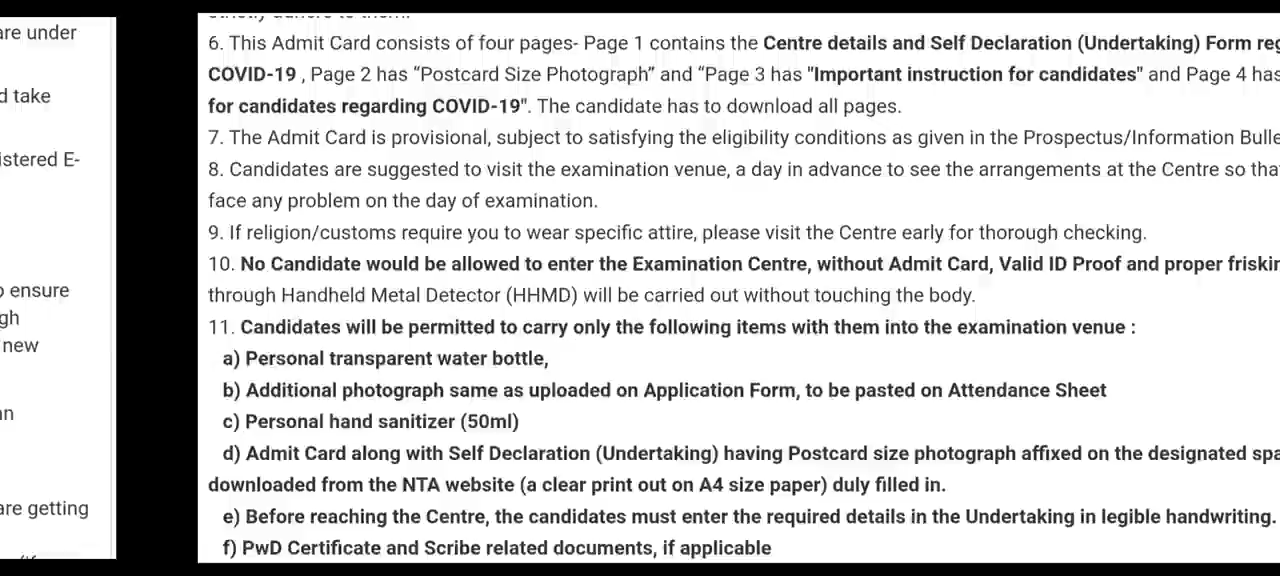 are under
d take
istered E-
ensure
gh
new
an
are getting
6. This Admit Card consists of four pages- Page 1 contains the Centre details and Self Declaration (Undertaking) Form reg
COVID-19 , Page 2 has “Postcard Size Photograph” and “Page 3 has "Important instruction for candidates" and Page 4 has
for candidates regarding COVID-19". The candidate has to download all pages.
7. The Admit Card is provisional, subject to satisfying the eligibility conditions as given in the Prospectus/Information Bulle
8. Candidates are suggested to visit the examination venue, a day in advance to see the arrangements at the Centre so tha
face any problem on the day of examination.
9. If religion/customs require you to wear specific attire, please visit the Centre early for thorough checking.
10. No Candidate would be allowed to enter the Examination Centre, without Admit Card, Valid ID Proof and proper friskin
through Handheld Metal Detector (HHMD) will be carried out without touching the body.
11. Candidates will be permitted to carry only the following items with them into the examination venue :
a) Personal transparent water bottle,
b) Additional photograph same as uploaded on Application Form, to be pasted on Attendance Sheet
c) Personal hand sanitizer (50ml)
d) Admit Card along with Self Declaration (Undertaking) having Postcard size photograph affixed on the designated spa
downloaded from the NTA website (a clear print out on A4 size paper) duly filled in.
e) Before reaching the Centre, the candidates must enter the required details in the Undertaking in legible handwriting.
f) PwD Certificate and Scribe related documents, if applicable